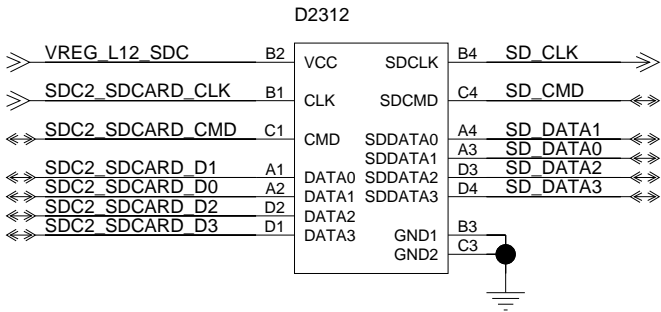 D2312
VREG_L12_SDC B2 VCC SDCLK B4 SD_CLK
SDC2_SDCARD_CLK B1 CLK SDCMD C4 SD_CMD
SDC2_SDCARD_CMD C1 CMD SDDATA0 A4 SD_DATA1
SDDATA1 A3 SD_DATA0
SDC2_SDCARD_D1 A1 DATA0 SDDATA2 D3 SD_DATA2
SDC2_SDCARD_D0 A2 DATA1 SDDATA3 D4 SD_DATA3
SDC2_SDCARD_D2 D2 DATA2
SDC2_SDCARD_D3 D1 DATA3 GND1 B3
GND2 C3